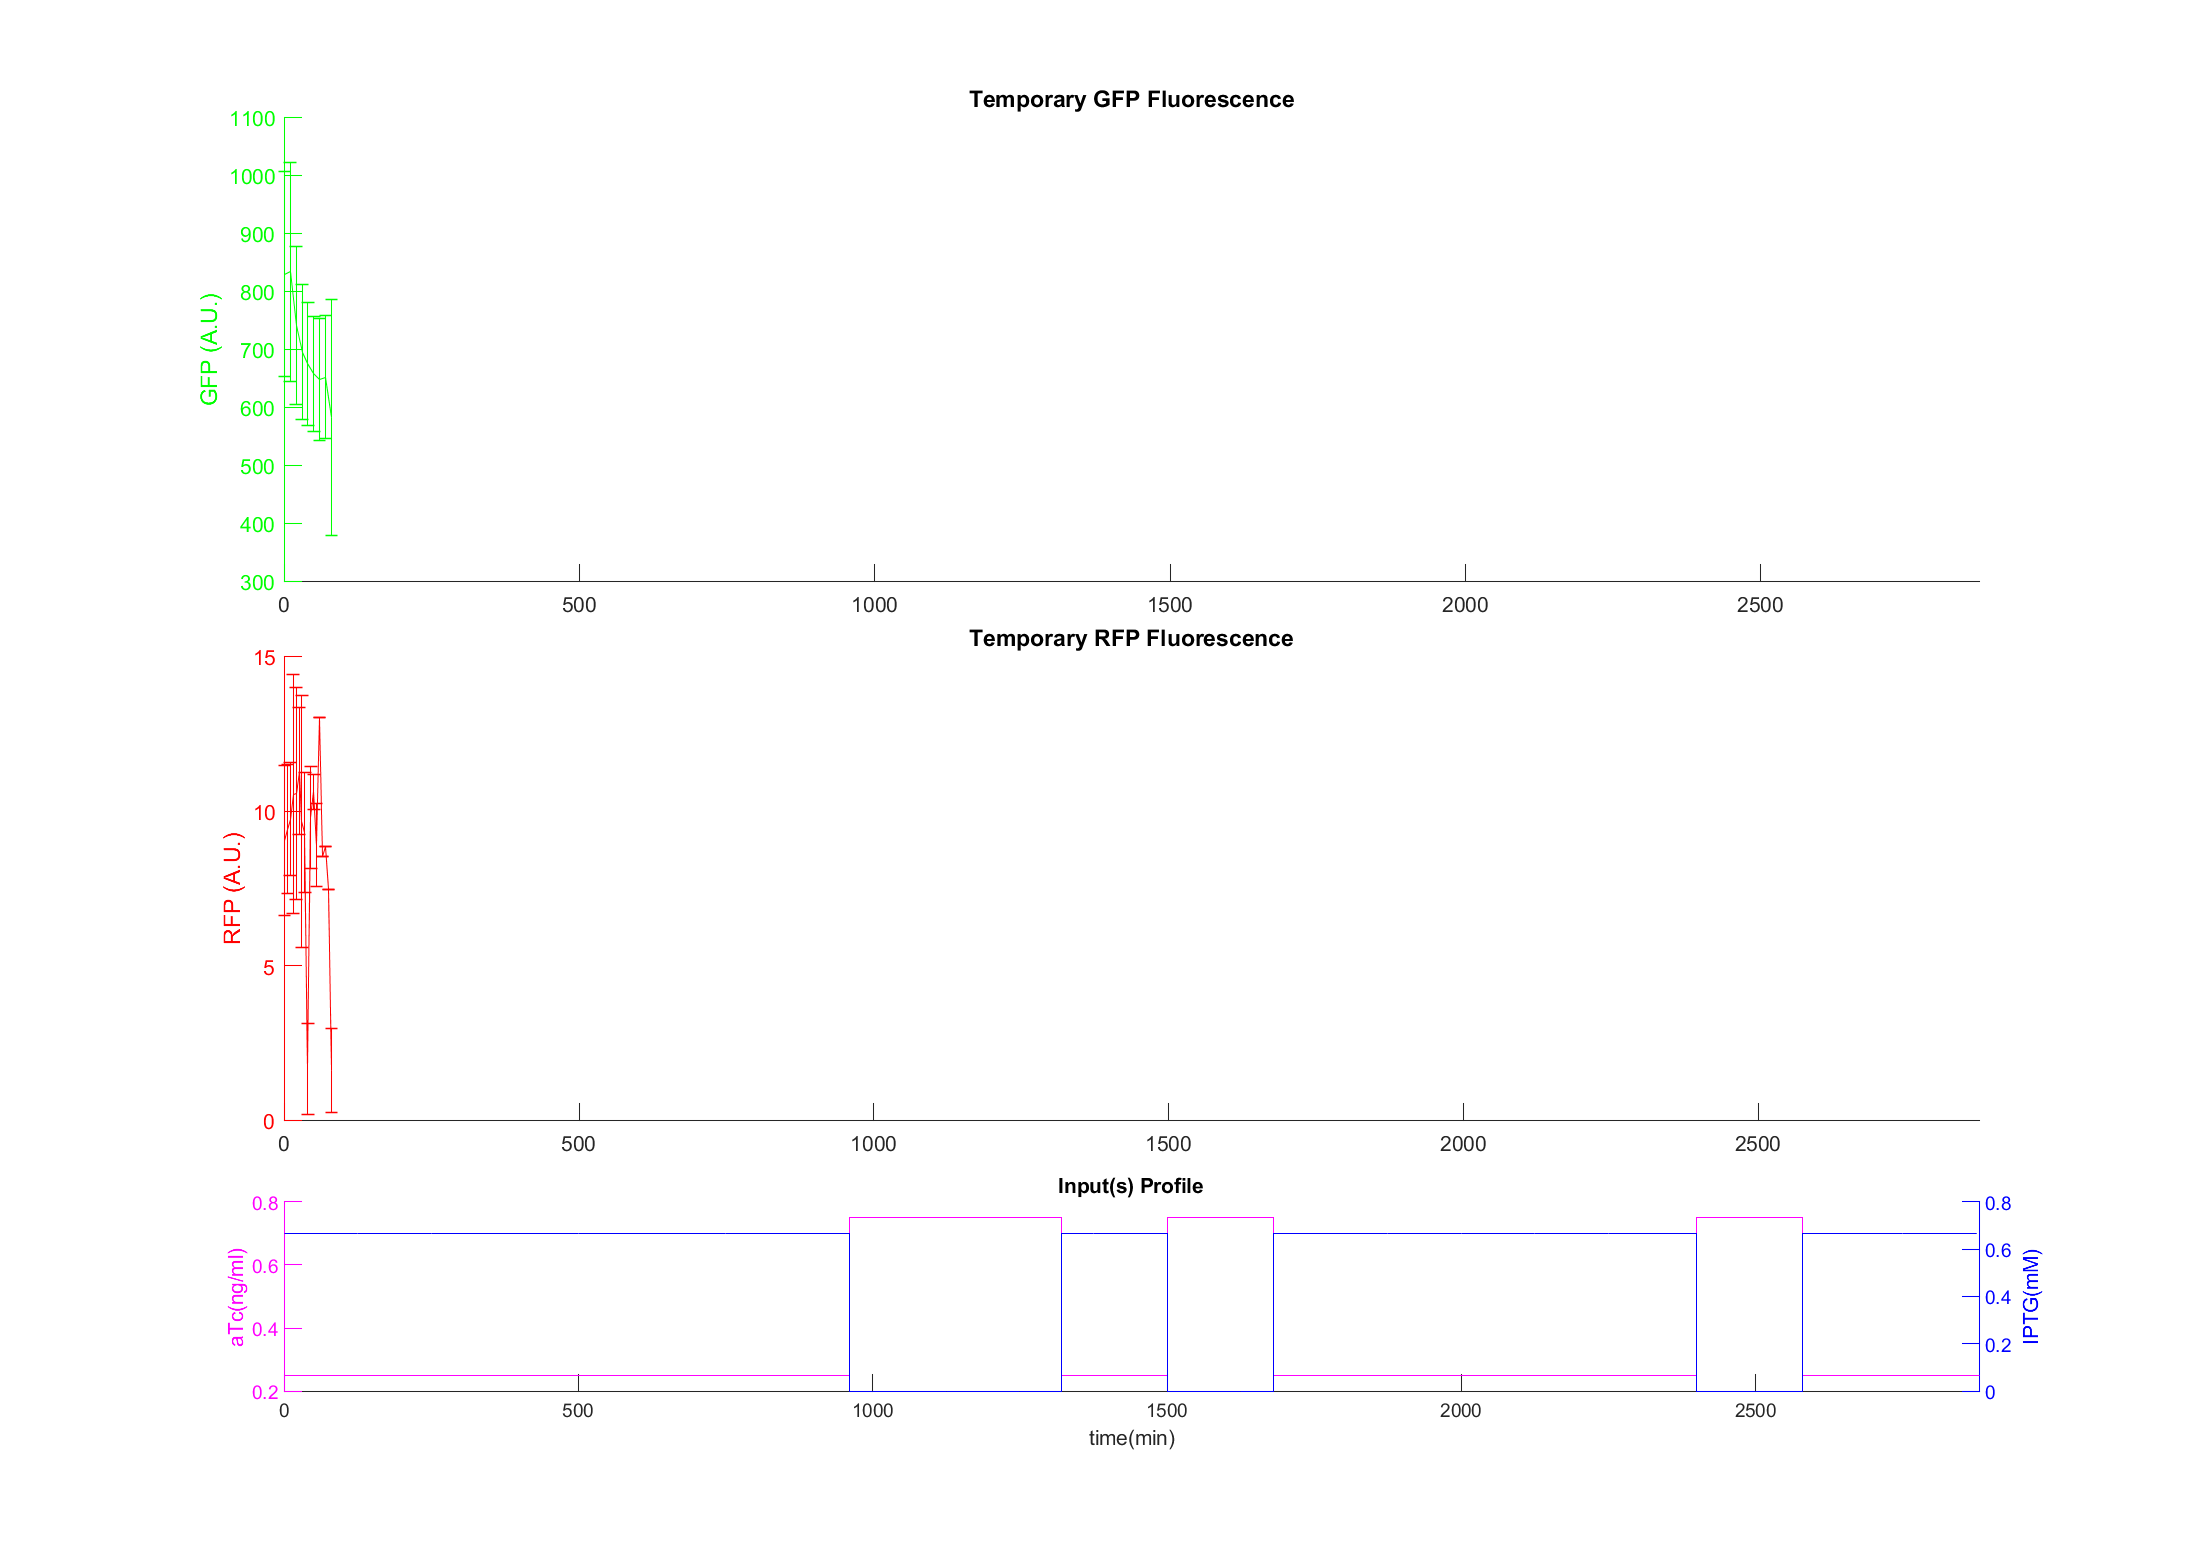 Temporary GFP Fluorescence
1100
1000
900
800
700
600
500
400
300
GFP (A.U.)
0 500 1000 1500 2000 2500
Temporary RFP Fluorescence
15
10
5
0
RFP (A.U.)
0 500 1000 1500 2000 2500
Input(s) Profile
0.8
0.6
0.4
0.2
aTc(ng/ml)
0.8
0.6
0.4
0.2
0
IPTG(mM)
0 500 1000 1500 2000 2500
time(min)